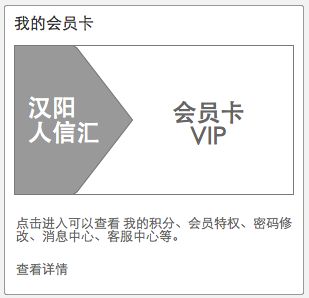 我的会员卡
汉阳
人信汇
会员卡
VIP
点击进入可以查看 我的积分、会员特权、密码修
改、消息中心、客服中心等。
查看详情